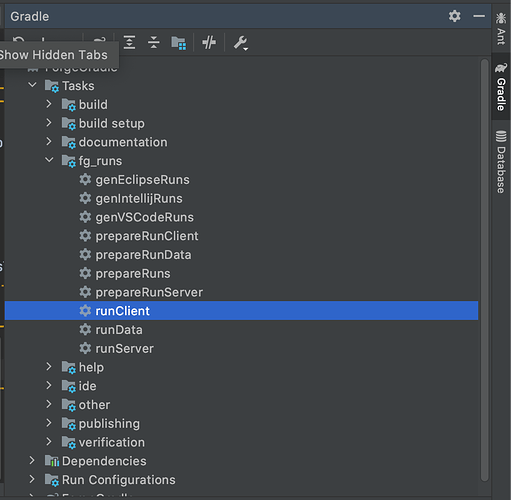 Gradle
Show Hidden Tabs
ForgeGradle
Tasks
build
build setup
documentation
fg_runs
genEclipseRuns
genIntellijRuns
genVSCodeRuns
prepareRunClient
prepareRunData
prepareRuns
prepareRunServer
runClient
runData
runServer
help
ide
other
publishing
verification
Dependencies
Run Configurations
Ant
Gradle
Database